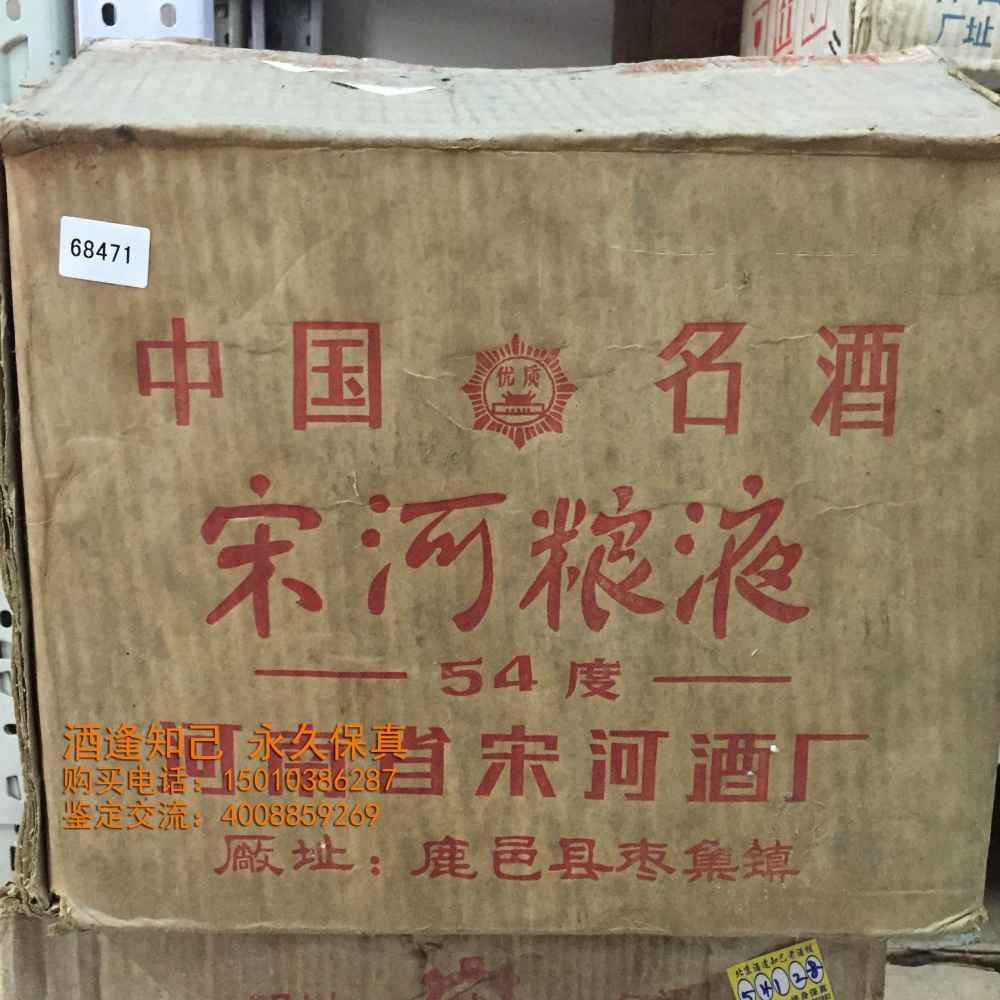 厂址
68471
中国 优质 名酒
宋河粮液
54度
河南省宋河酒厂
酒逢知己 永久保真
购买电话：15010386287
鉴定交流：4008859269
廠址：鹿邑县枣集镇
54128